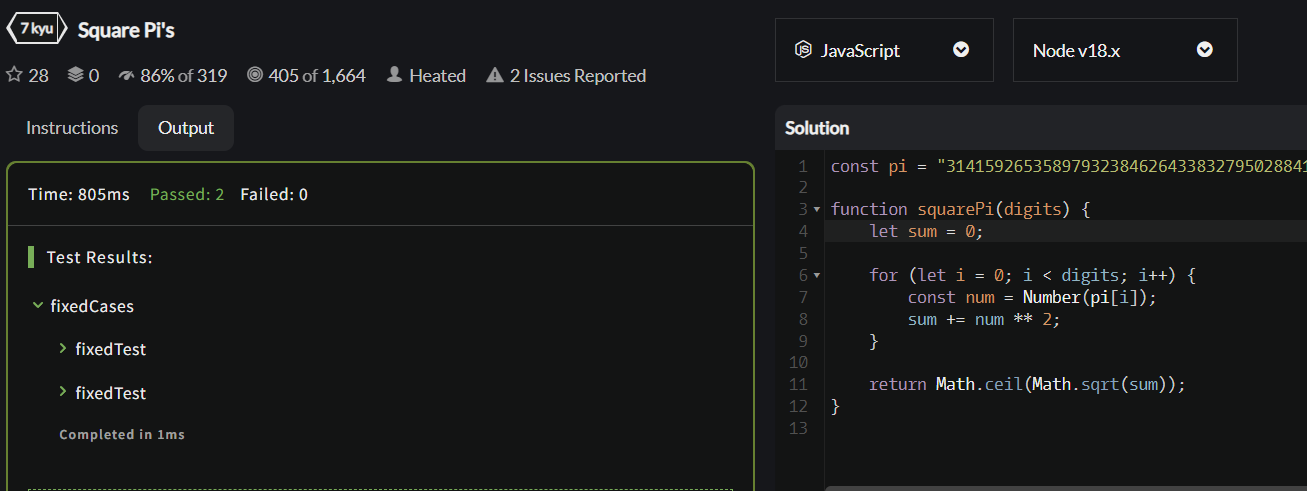 7 kyu Square Pi's
28 0 86% of 319 405 of 1,664 Heated 2 Issues Reported
Instructions Output
Time: 805ms Passed: 2 Failed: 0
Test Results:
fixedCases
fixedTest
fixedTest
Completed in 1ms
JS JavaScript Node v18.x
Solution
1 const pi = "31415926535897932384626433832795028841
2
3 function squarePi(digits) {
4 let sum = 0;
5
6 for (let i = 0; i < digits; i++) {
7 const num = Number(pi[i]);
8 sum += num ** 2;
9 }
10
11 return Math.ceil(Math.sqrt(sum));
12 }
13